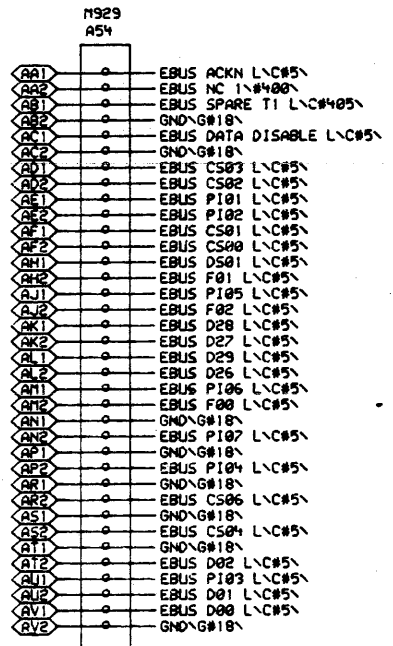 M929
A54
AA1 EBUS ACKN L\C#5\
AA2 EBUS NC 1\#400\
AB1 EBUS SPARE T1 L\C#405\
AB2 GND\G#18\
AC1 EBUS DATA DISABLE L\C#5\
AC2 GND\G#18\
AD1 EBUS CS03 L\C#5\
AD2 EBUS CS02 L\C#5\
AE1 EBUS PI01 L\C#5\
AE2 EBUS PI02 L\C#5\
AF1 EBUS CS01 L\C#5\
AF2 EBUS CS00 L\C#5\
AH1 EBUS DS01 L\C#5\
AH2 EBUS F01 L\C#5\
AJ1 EBUS PI05 L\C#5\
AJ2 EBUS F02 L\C#5\
AK1 EBUS D28 L\C#5\
AK2 EBUS D27 L\C#5\
AL1 EBUS D29 L\C#5\
AL2 EBUS D26 L\C#5\
AM1 EBUS PI06 L\C#5\
AM2 EBUS F00 L\C#5\
AN1 GND\G#18\
AN2 EBUS PI07 L\C#5\
AP1 GND\G#18\
AP2 EBUS PI04 L\C#5\
AR1 GND\G#18\
AR2 EBUS CS06 L\C#5\
AS1 GND\G#18\
AS2 EBUS CS04 L\C#5\
AT1 GND\G#18\
AT2 EBUS D02 L\C#5\
AU1 EBUS PI03 L\C#5\
AU2 EBUS D01 L\C#5\
AV1 EBUS D00 L\C#5\
AV2 GND\G#18\